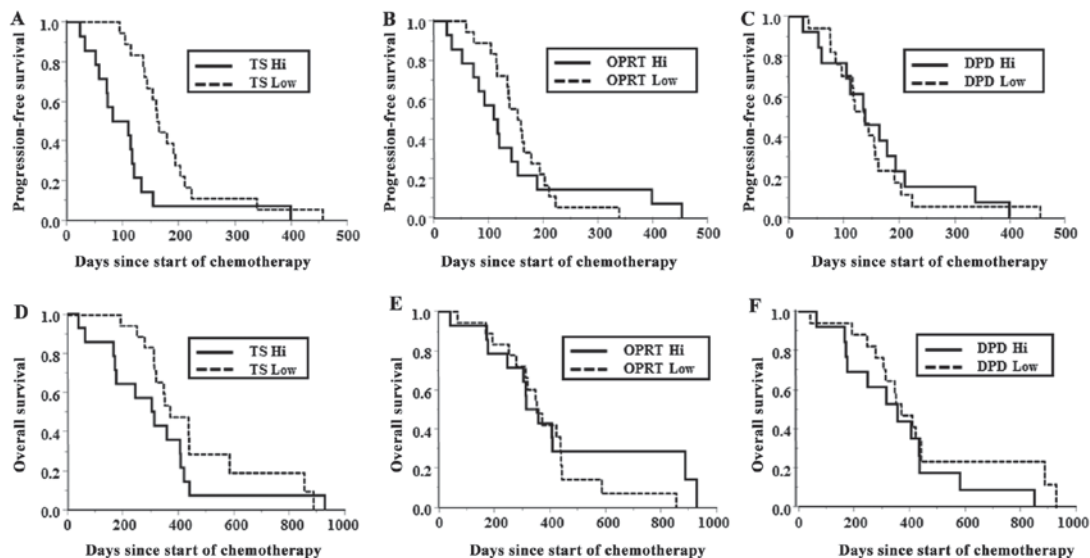 A
Progression-free survival
1.0
0.8
0.6
0.4
0.2
0.0
TS Hi
TS Low
0 100 200 300 400 500
Days since start of chemotherapy
B
Progression-free survival
1.0
0.8
0.6
0.4
0.2
0.0
OPRT Hi
OPRT Low
0 100 200 300 400 500
Days since start of chemotherapy
C
Progression-free survival
1.0
0.8
0.6
0.4
0.2
0.0
DPD Hi
DPD Low
0 100 200 300 400 500
Days since start of chemotherapy
D
Overall survival
1.0
0.8
0.6
0.4
0.2
0.0
TS Hi
TS Low
0 200 400 600 800 1000
Days since start of chemotherapy
E
Overall survival
1.0
0.8
0.6
0.4
0.2
0.0
OPRT Hi
OPRT Low
0 200 400 600 800 1000
Days since start of chemotherapy
F
Overall survival
1.0
0.8
0.6
0.4
0.2
0.0
DPD Hi
DPD Low
0 200 400 600 800 1000
Days since start of chemotherapy